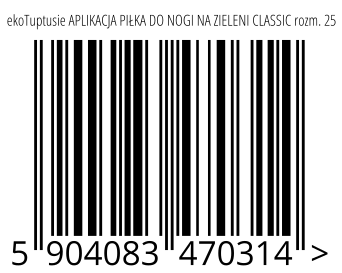 ekoTuptusie APLIKACJA PIŁKA DO NOGI NA ZIELENI CLASSIC rozm. 25
5 904083 470314 >